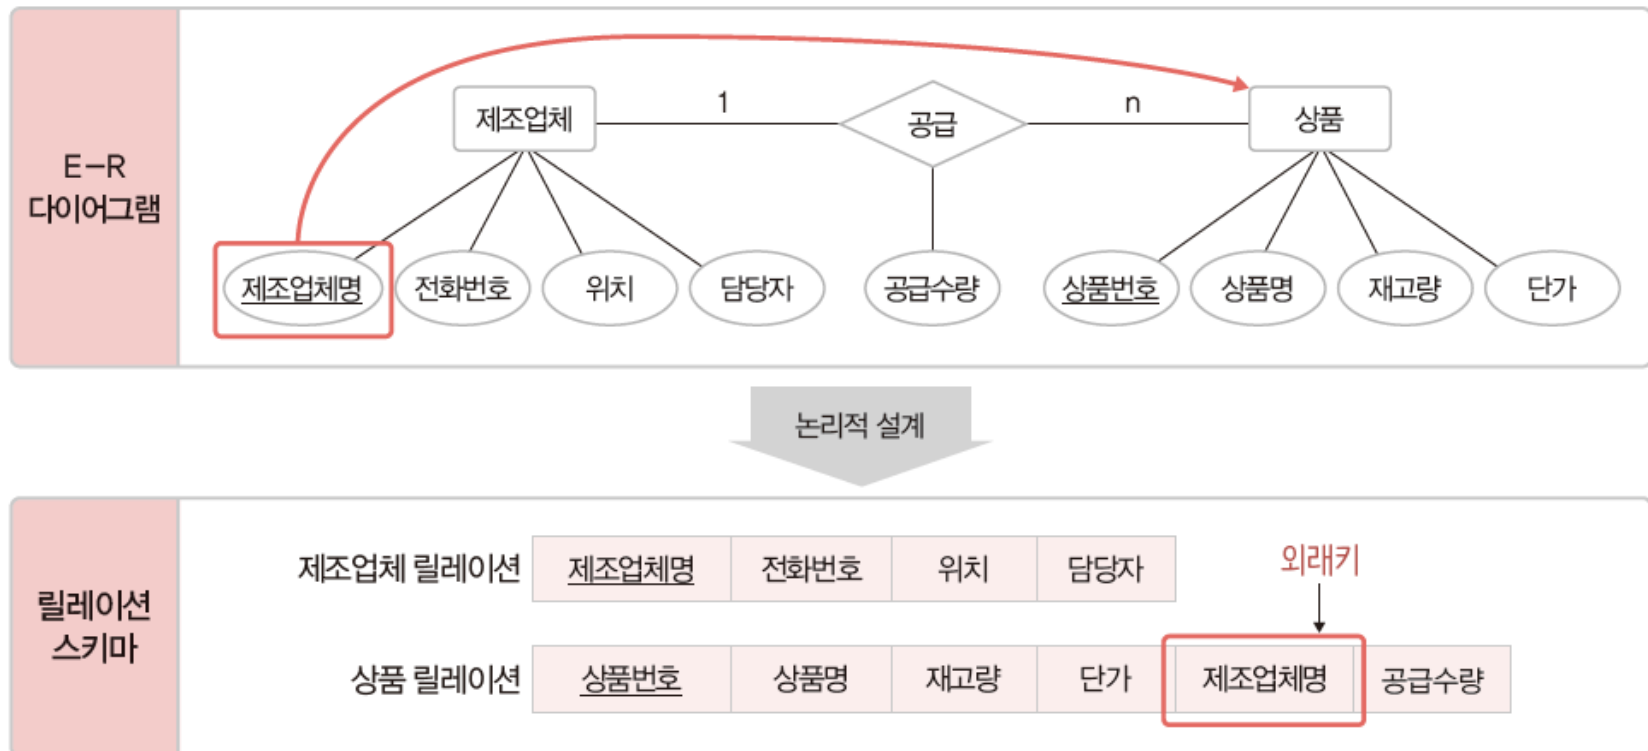 E–R
다이어그램
제조업체
1
공급
n
상품
제조업체명
전화번호
위치
담당자
공급수량
상품번호
상품명
재고량
단가
논리적 설계
릴레이션
스키마
제조업체 릴레이션
제조업체명
전화번호
위치
담당자
외래키
상품 릴레이션
상품번호
상품명
재고량
단가
제조업체명
공급수량